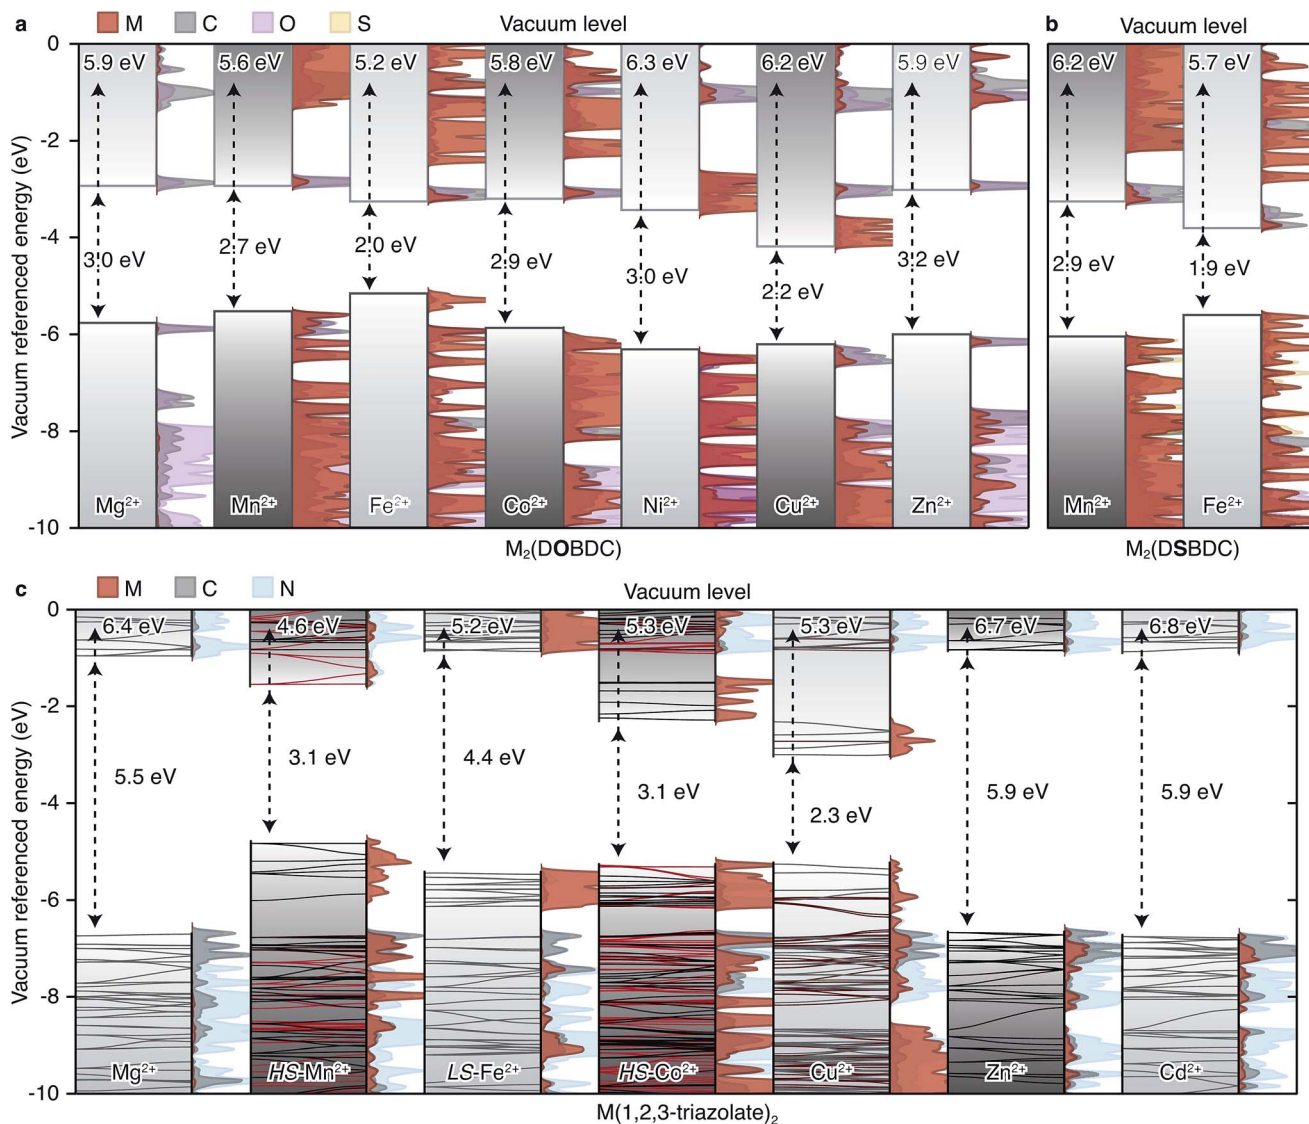 a M C O S Vacuum level
b Vacuum level
0
5.9 eV 5.6 eV 5.2 eV 5.8 eV 6.3 eV 6.2 eV 5.9 eV 6.2 eV 5.7 eV
-2
Vacuum referenced energy (eV)
-4
3.0 eV 2.7 eV 2.0 eV 2.9 eV 3.0 eV 2.2 eV 3.2 eV 2.9 eV 1.9 eV
-6
-8
Mg²⁺ Mn²⁺ Fe²⁺ Co²⁺ Ni²⁺ Cu²⁺ Zn²⁺ Mn²⁺ Fe²⁺
-10
M₂(DOBDC) M₂(DSBDC)
c M C N Vacuum level
0
6.4 eV 4.6 eV 5.2 eV 5.3 eV 5.3 eV 6.7 eV 6.8 eV
-2
Vacuum referenced energy (eV)
5.5 eV 3.1 eV 4.4 eV 3.1 eV 2.3 eV 5.9 eV 5.9 eV
-4
-6
-8
Mg²⁺ HS-Mn²⁺ LS-Fe²⁺ HS-Co²⁺ Cu²⁺ Zn²⁺ Cd²⁺
-10
M(1,2,3-triazolate)₂